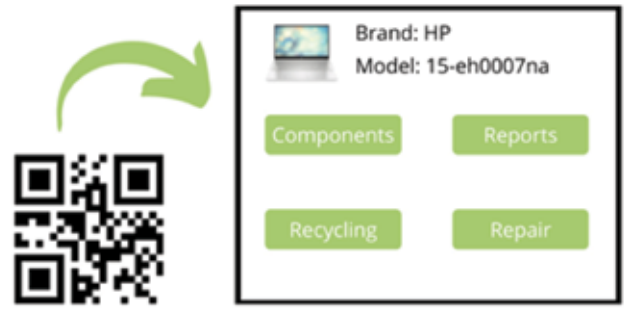 Brand: HP
Model: 15-eh0007na
Components
Reports
Recycling
Repair